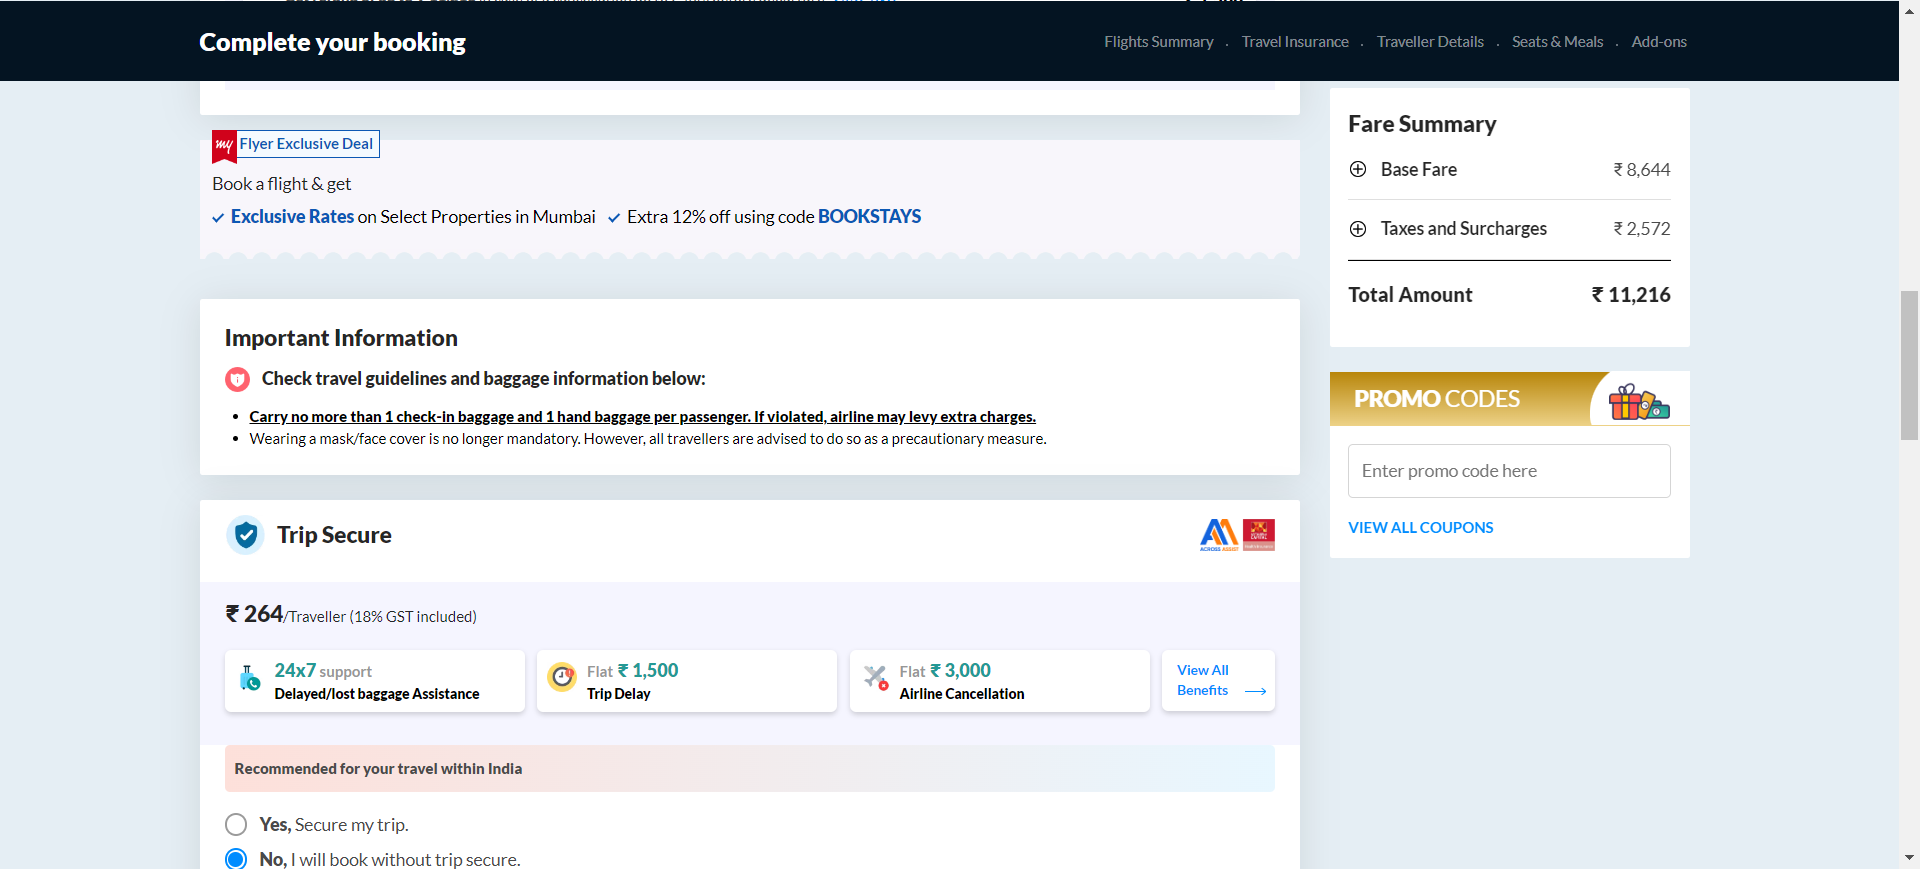 Complete your booking
Flights Summary . Travel Insurance . Traveller Details . Seats & Meals . Add-ons
my Flyer Exclusive Deal
Book a flight & get
Exclusive Rates on Select Properties in Mumbai Extra 12% off using code BOOKSTAYS
Important Information
Check travel guidelines and baggage information below:
• Carry no more than 1 check-in baggage and 1 hand baggage per passenger. If violated, airline may levy extra charges.
• Wearing a mask/face cover is no longer mandatory. However, all travellers are advised to do so as a precautionary measure.
Trip Secure
ACROSS ASSIST
₹ 264/Traveller (18% GST included)
24x7 support
Delayed/lost baggage Assistance
Flat ₹ 1,500
Trip Delay
Flat ₹ 3,000
Airline Cancellation
View All
Benefits
Recommended for your travel within India
Yes, Secure my trip.
No, I will book without trip secure.
Fare Summary
Base Fare ₹ 8,644
Taxes and Surcharges ₹ 2,572
Total Amount ₹ 11,216
PROMO CODES
Enter promo code here
VIEW ALL COUPONS